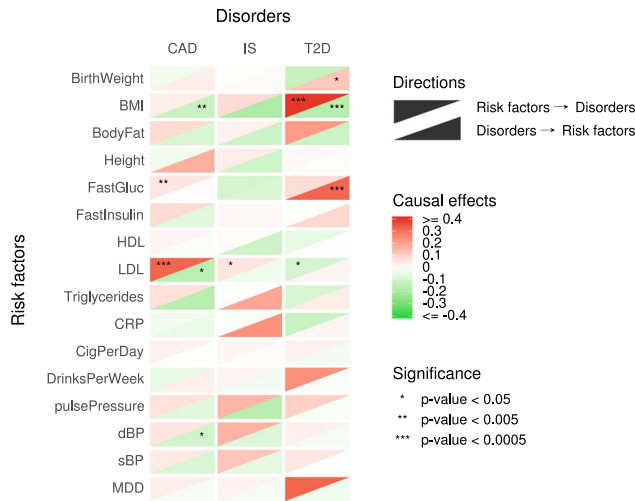 Disorders
CAD IS T2D
BirthWeight *
BMI ** *** ***
BodyFat
Height
FastGluc ** ***
FastInsulin
HDL
LDL *** * * *
Triglycerides
CRP
CigPerDay
DrinksPerWeek
pulsePressure
dBP *
sBP
MDD
Risk factors
Directions
Risk factors → Disorders
Disorders → Risk factors
Causal effects
>= 0.4
0.3
0.2
0.1
0
-0.1
-0.2
-0.3
<= -0.4
Significance
* p-value < 0.05
** p-value < 0.005
*** p-value < 0.0005